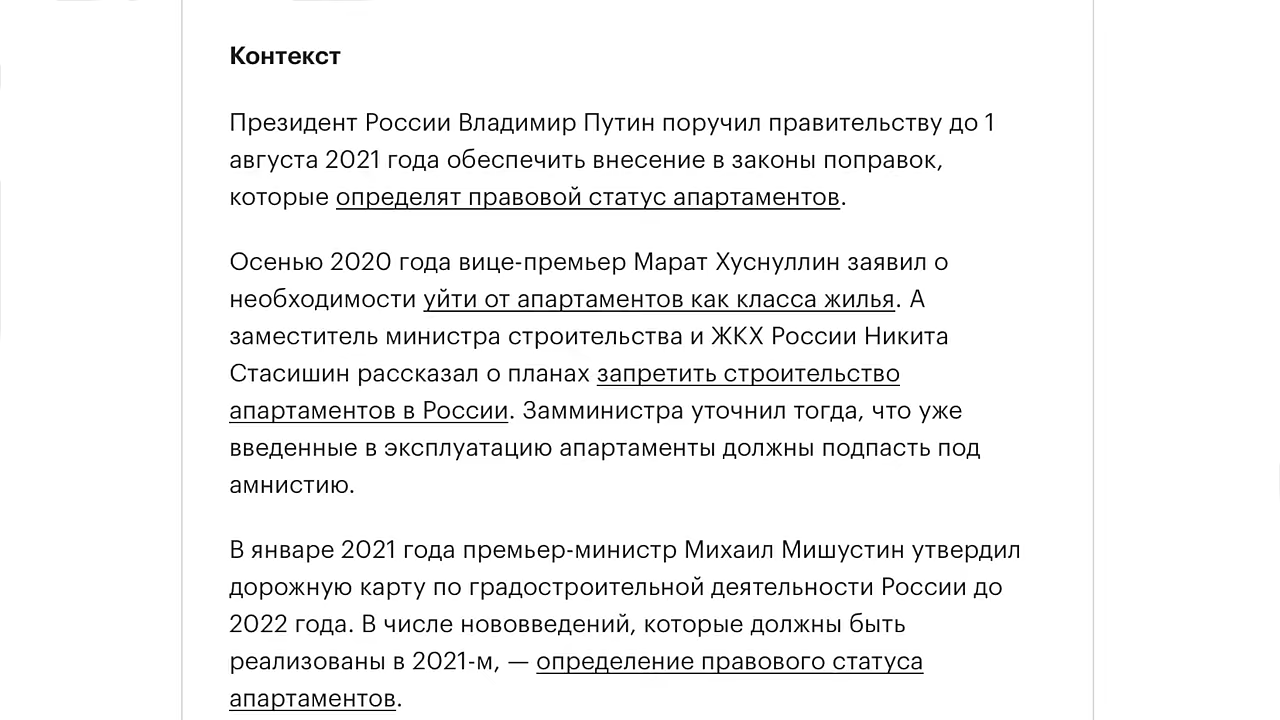 Контекст
Президент России Владимир Путин поручил правительству до 1
августа 2021 года обеспечить внесение в законы поправок,
которые определят правовой статус апартаментов.
Осенью 2020 года вице-премьер Марат Хуснуллин заявил о
необходимости уйти от апартаментов как класса жилья. А
заместитель министра строительства и ЖКХ России Никита
Стасишин рассказал о планах запретить строительство
апартаментов в России. Замминистра уточнил тогда, что уже
введенные в эксплуатацию апартаменты должны подпасть под
амнистию.
В январе 2021 года премьер-министр Михаил Мишустин утвердил
дорожную карту по градостроительной деятельности России до
2022 года. В числе нововведений, которые должны быть
реализованы в 2021-м, — определение правового статуса
апартаментов.